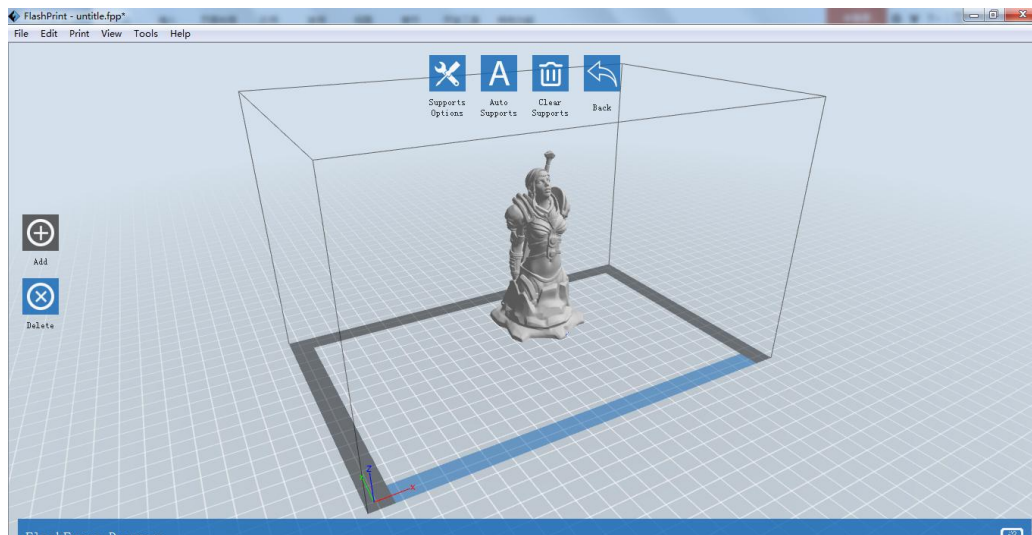 FlashPrint - untitle.fpp*
File Edit Print View Tools Help
Supports Options
Auto Supports
Clear Supports
Back
Add
Delete
Z
X